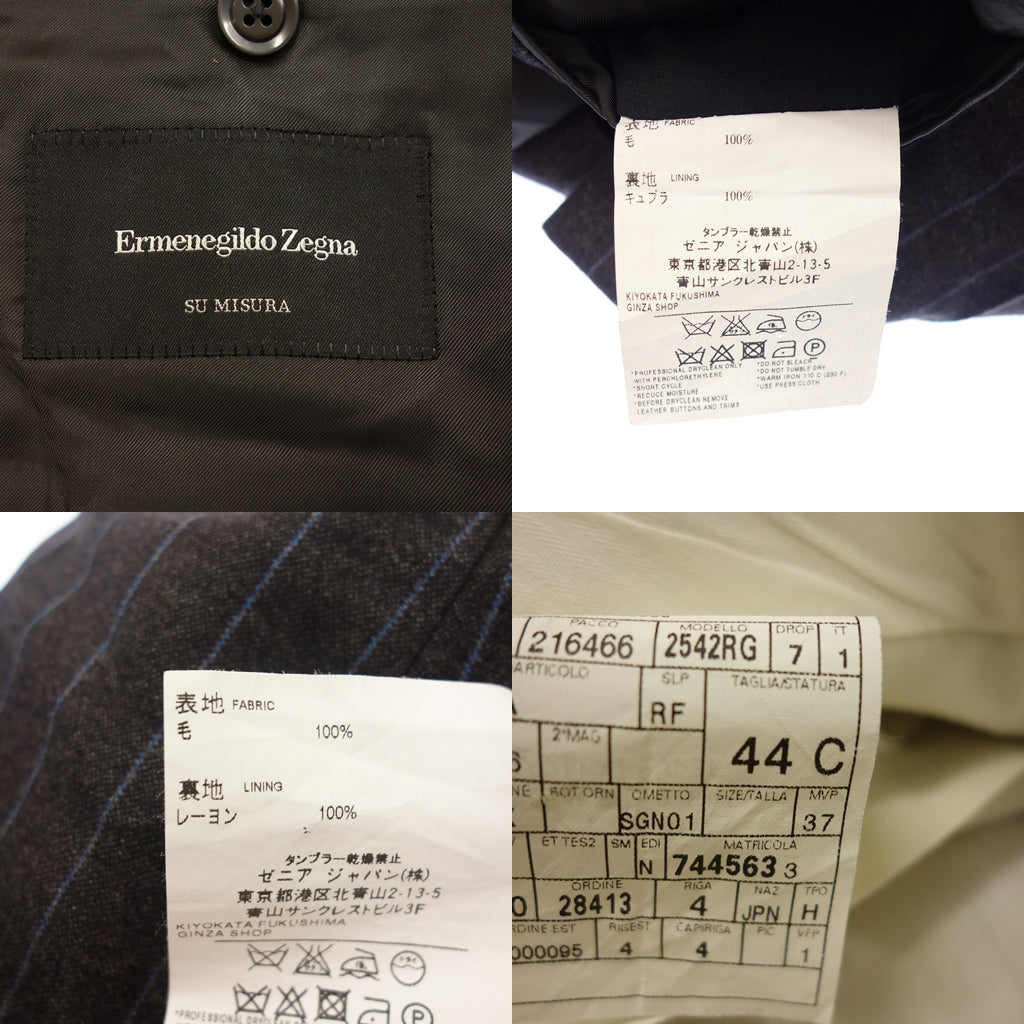 Ermenegildo Zegna
SU MISURA
表地 FABRIC
毛 100%
裏地 LINING
キュプラ 100%
タンブラー乾燥禁止
ゼニア ジャパン(株)
東京都港区北青山2-13-5
青山サンクレストビル3F
KIYOKATA FUKUSHIMA
GINZA SHOP
*PROFESSIONAL DRYCLEAN ONLY
WITH PERCHLORETHYLENE
*SHORT CYCLE
*REDUCE MOISTURE
*BEFORE DRYCLEAN REMOVE
LEATHER BUTTONS AND TRIMS
*DO NOT BLEACH
*DO NOT TUMBLE DRY
*WARM IRON 110 C (230 F)
*USE PRESS CLOTH
表地 FABRIC
毛 100%
裏地 LINING
レーヨン 100%
タンブラー乾燥禁止
ゼニア ジャパン(株)
東京都港区北青山2-13-5
青山サンクレストビル3F
KIYOKATA FUKUSHIMA
GINZA SHOP
*PROFESSIONAL DRYCLEAN ONLY
PACCO MODELLO DROP IT
216466 2542RG 7 1
ARTICOLO SLP TAGLIA/STATURA
RF 44 C
2°MAG
BOT ORN OMETTO SIZE/TALLA MVP
SGN01 37
ET TES2 SM EDI MATRICOLA
N 744563 3
ORDINE RIGA NAZ TPO
28413 4 JPN H
RDINE EST RIGEST CAPIRIGA PIC VFP
000095 4 4 1